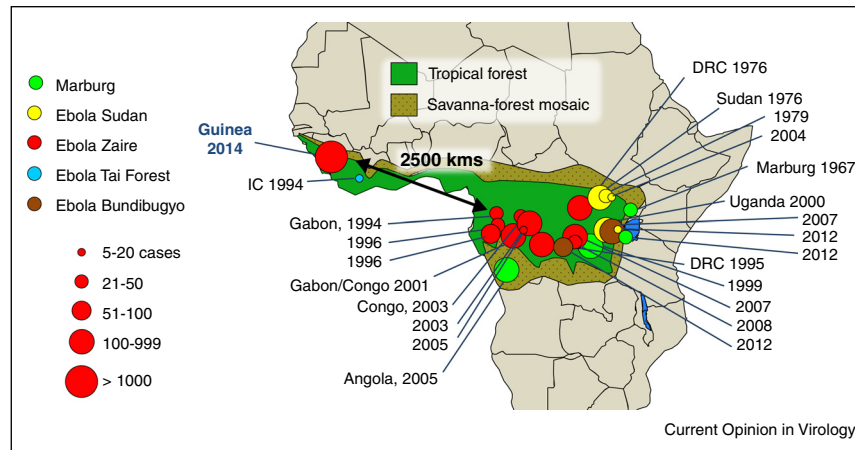 Marburg
Ebola Sudan
Ebola Zaire
Ebola Tai Forest
Ebola Bundibugyo
5-20 cases
21-50
51-100
100-999
> 1000
Tropical forest
Savanna-forest mosaic
Guinea
2014
2500 kms
IC 1994
Gabon, 1994
1996
1996
Gabon/Congo 2001
Congo, 2003
2003
2005
Angola, 2005
DRC 1976
Sudan 1976
1979
2004
Marburg 1967
Uganda 2000
2007
2012
2012
DRC 1995
1999
2007
2008
2012
Current Opinion in Virology